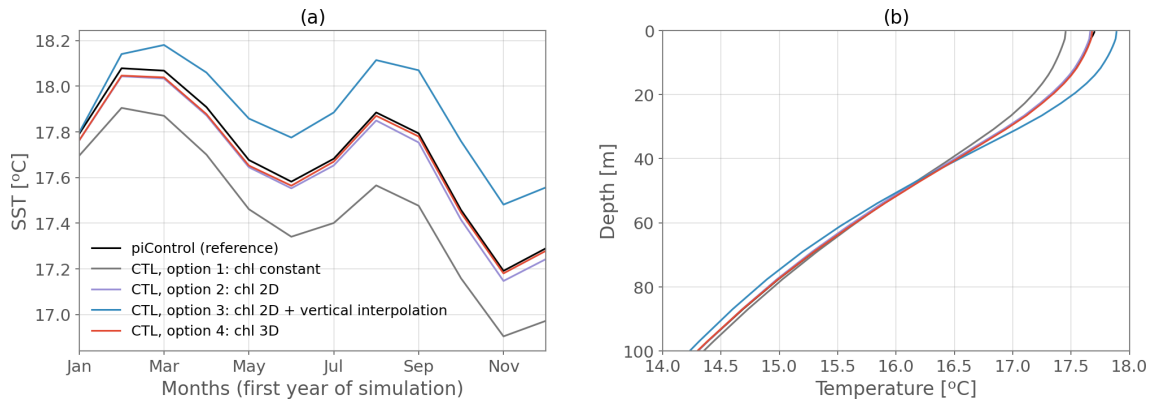 (a)
SST [ºC]
18.2
18.0
17.8
17.6
17.4
17.2
17.0
piControl (reference)
CTL, option 1: chl constant
CTL, option 2: chl 2D
CTL, option 3: chl 2D + vertical interpolation
CTL, option 4: chl 3D
Jan Mar May Jul Sep Nov
Months (first year of simulation)
(b)
Depth [m]
0
20
40
60
80
100
14.0 14.5 15.0 15.5 16.0 16.5 17.0 17.5 18.0
Temperature [ºC]